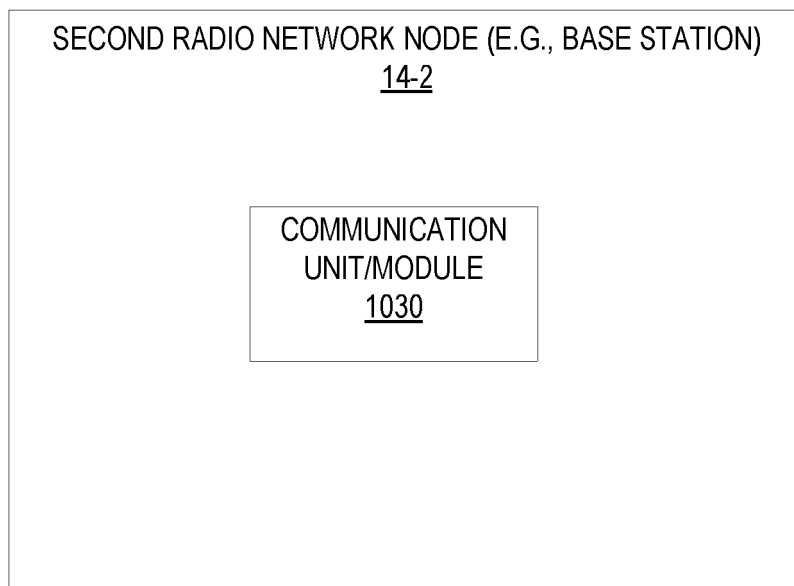 SECOND RADIO NETWORK NODE (E.G., BASE STATION)
14-2
COMMUNICATION
UNIT/MODULE
1030